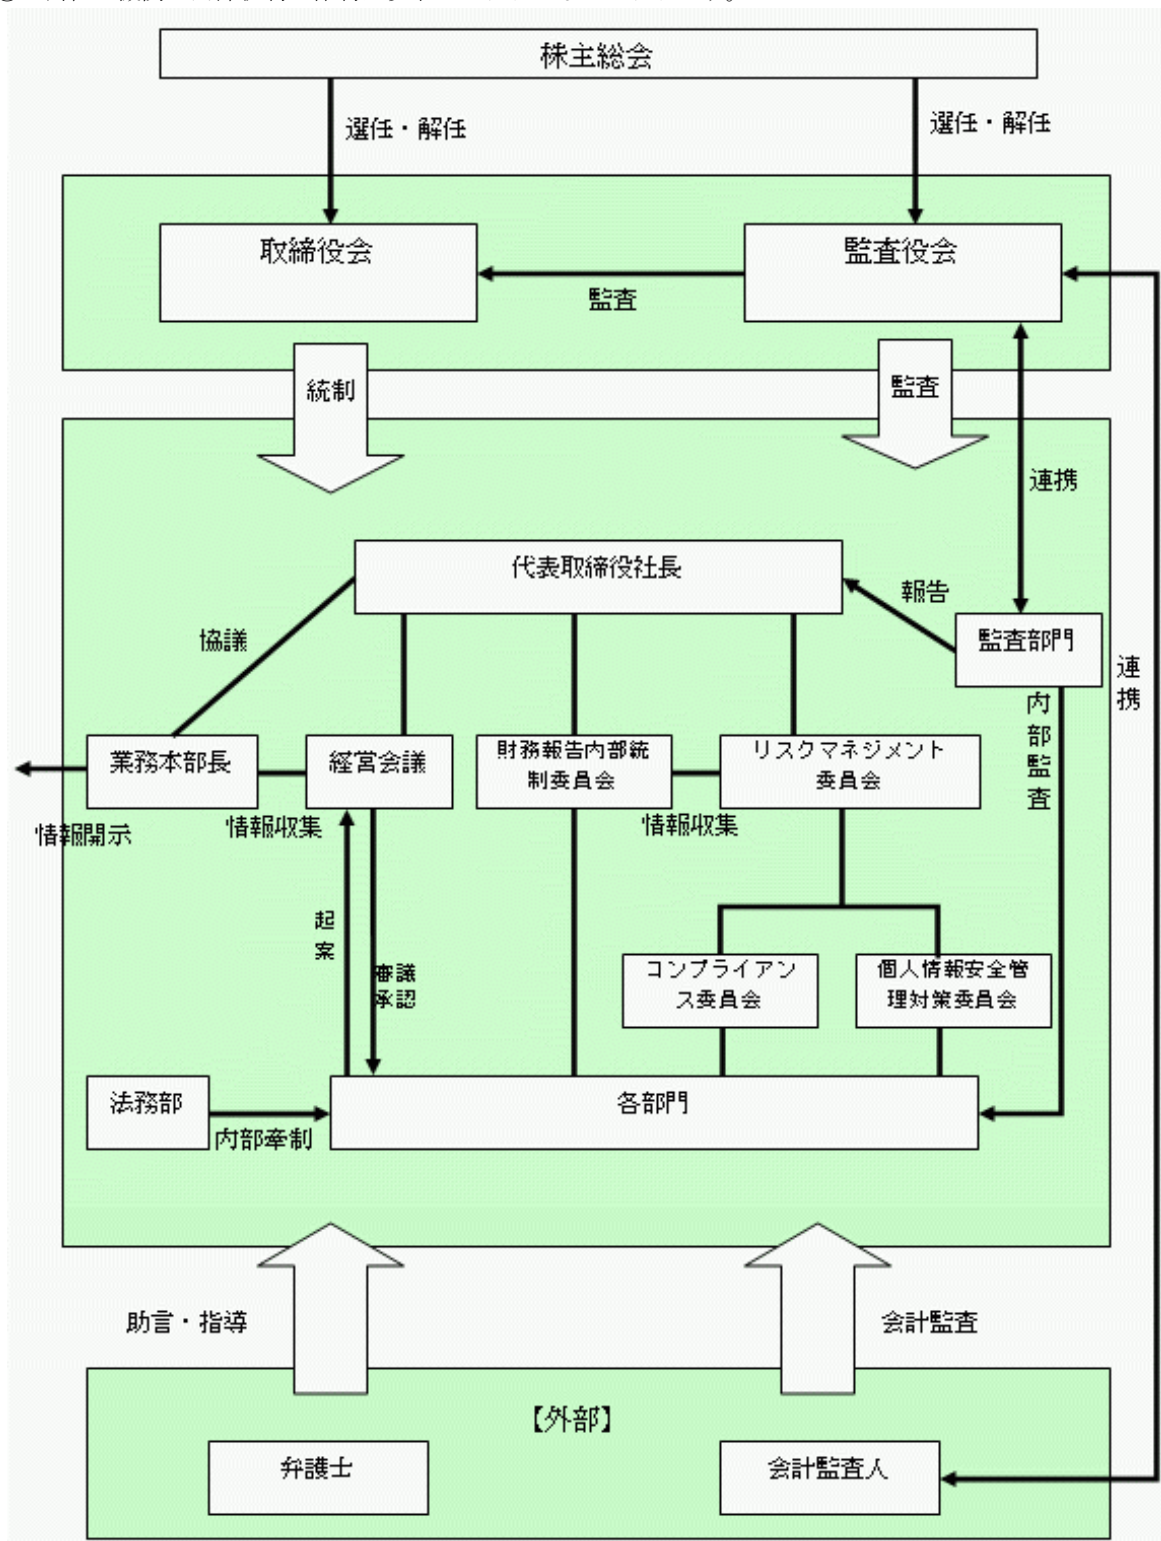 株主総会
選任・解任
選任・解任
取締役会
監査役会
監査
統制
監査
連携
代表取締役社長
報告
協議
監査部門
連
携
内
部
監
査
業務本部長
経営会議
財務報告内部統
制委員会
リスクマネジメント
委員会
情報開示
情報収集
情報収集
起
案
審議
承認
コンプライアン
ス委員会
個人情報安全管
理対策委員会
法務部
各部門
内部牽制
助言・指導
会計監査
【外部】
弁護士
会計監査人